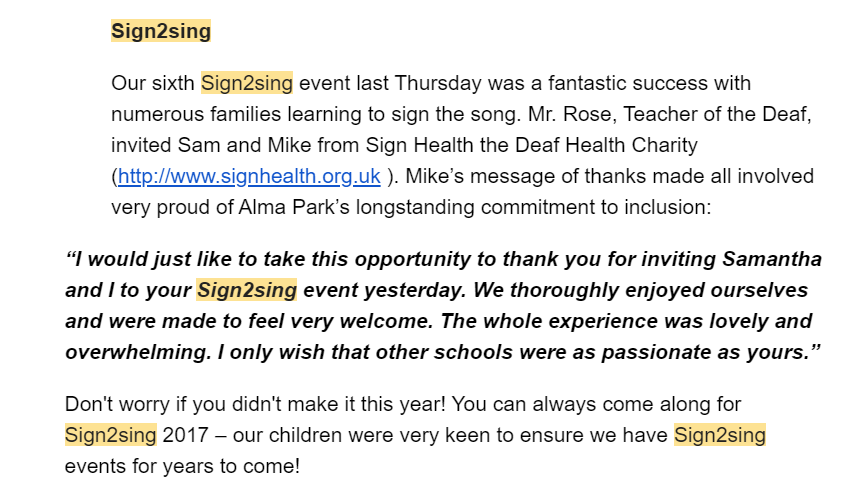 Sign2sing
Our sixth Sign2sing event last Thursday was a fantastic success with
numerous families learning to sign the song. Mr. Rose, Teacher of the Deaf,
invited Sam and Mike from Sign Health the Deaf Health Charity
(http://www.signhealth.org.uk ). Mike’s message of thanks made all involved
very proud of Alma Park’s longstanding commitment to inclusion:
“I would just like to take this opportunity to thank you for inviting Samantha
and I to your Sign2sing event yesterday. We thoroughly enjoyed ourselves
and were made to feel very welcome. The whole experience was lovely and
overwhelming. I only wish that other schools were as passionate as yours.”
Don't worry if you didn't make it this year! You can always come along for
Sign2sing 2017 – our children were very keen to ensure we have Sign2sing
events for years to come!